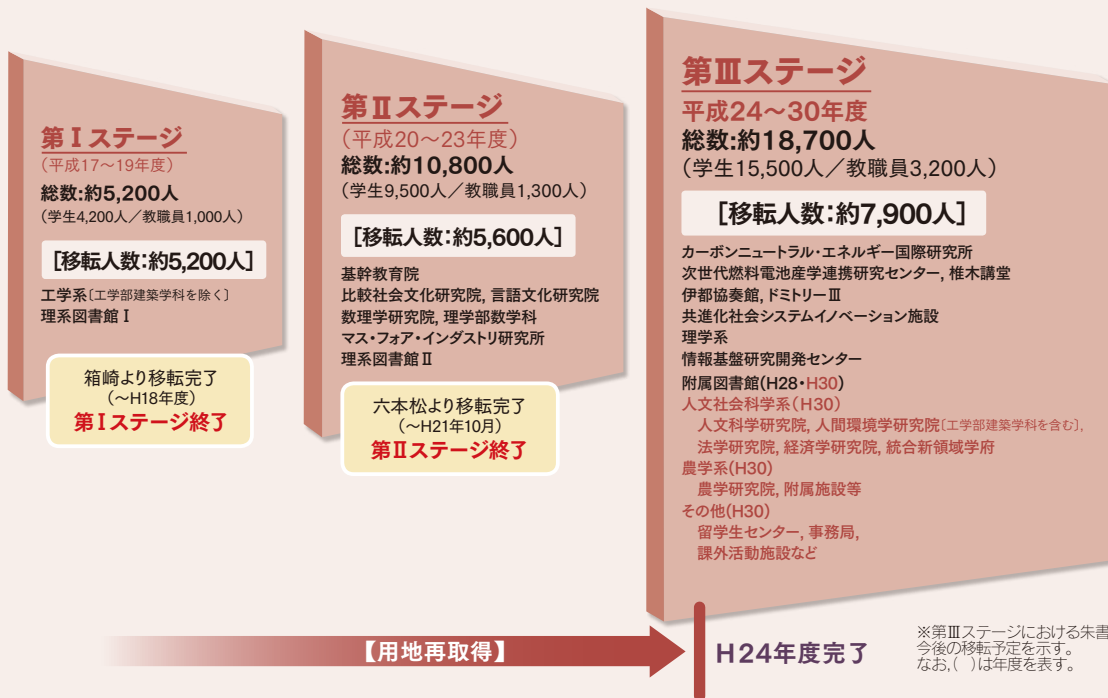 第Ⅰステージ
(平成17〜19年度)
総数:約5,200人
(学生4,200人／教職員1,000人)
[移転人数:約5,200人]
工学系〔工学部建築学科を除く〕
理系図書館Ⅰ
箱崎より移転完了
(〜H18年度)
第Ⅰステージ終了
第Ⅱステージ
(平成20〜23年度)
総数:約10,800人
(学生9,500人／教職員1,300人)
[移転人数:約5,600人]
基幹教育院
比較社会文化研究院, 言語文化研究院
数理学研究院, 理学部数学科
マス・フォア・インダストリ研究所
理系図書館Ⅱ
六本松より移転完了
(〜H21年10月)
第Ⅱステージ終了
第Ⅲステージ
平成24〜30年度
総数:約18,700人
(学生15,500人／教職員3,200人)
[移転人数:約7,900人]
カーボンニュートラル・エネルギー国際研究所
次世代燃料電池産学連携研究センター, 椎木講堂
伊都協奏館, ドミトリーⅢ
共進化社会システムイノベーション施設
理学系
情報基盤研究開発センター
附属図書館(H28・H30)
人文社会科学系(H30)
人文科学研究院, 人間環境学研究院〔工学部建築学科を含む〕,
法学研究院, 経済学研究院, 統合新領域学府
農学系(H30)
農学研究院, 附属施設等
その他(H30)
留学生センター, 事務局,
課外活動施設など
【用地再取得】
H24年度完了
※第Ⅲステージにおける朱書
今後の移転予定を示す。
なお,( )は年度を表す。